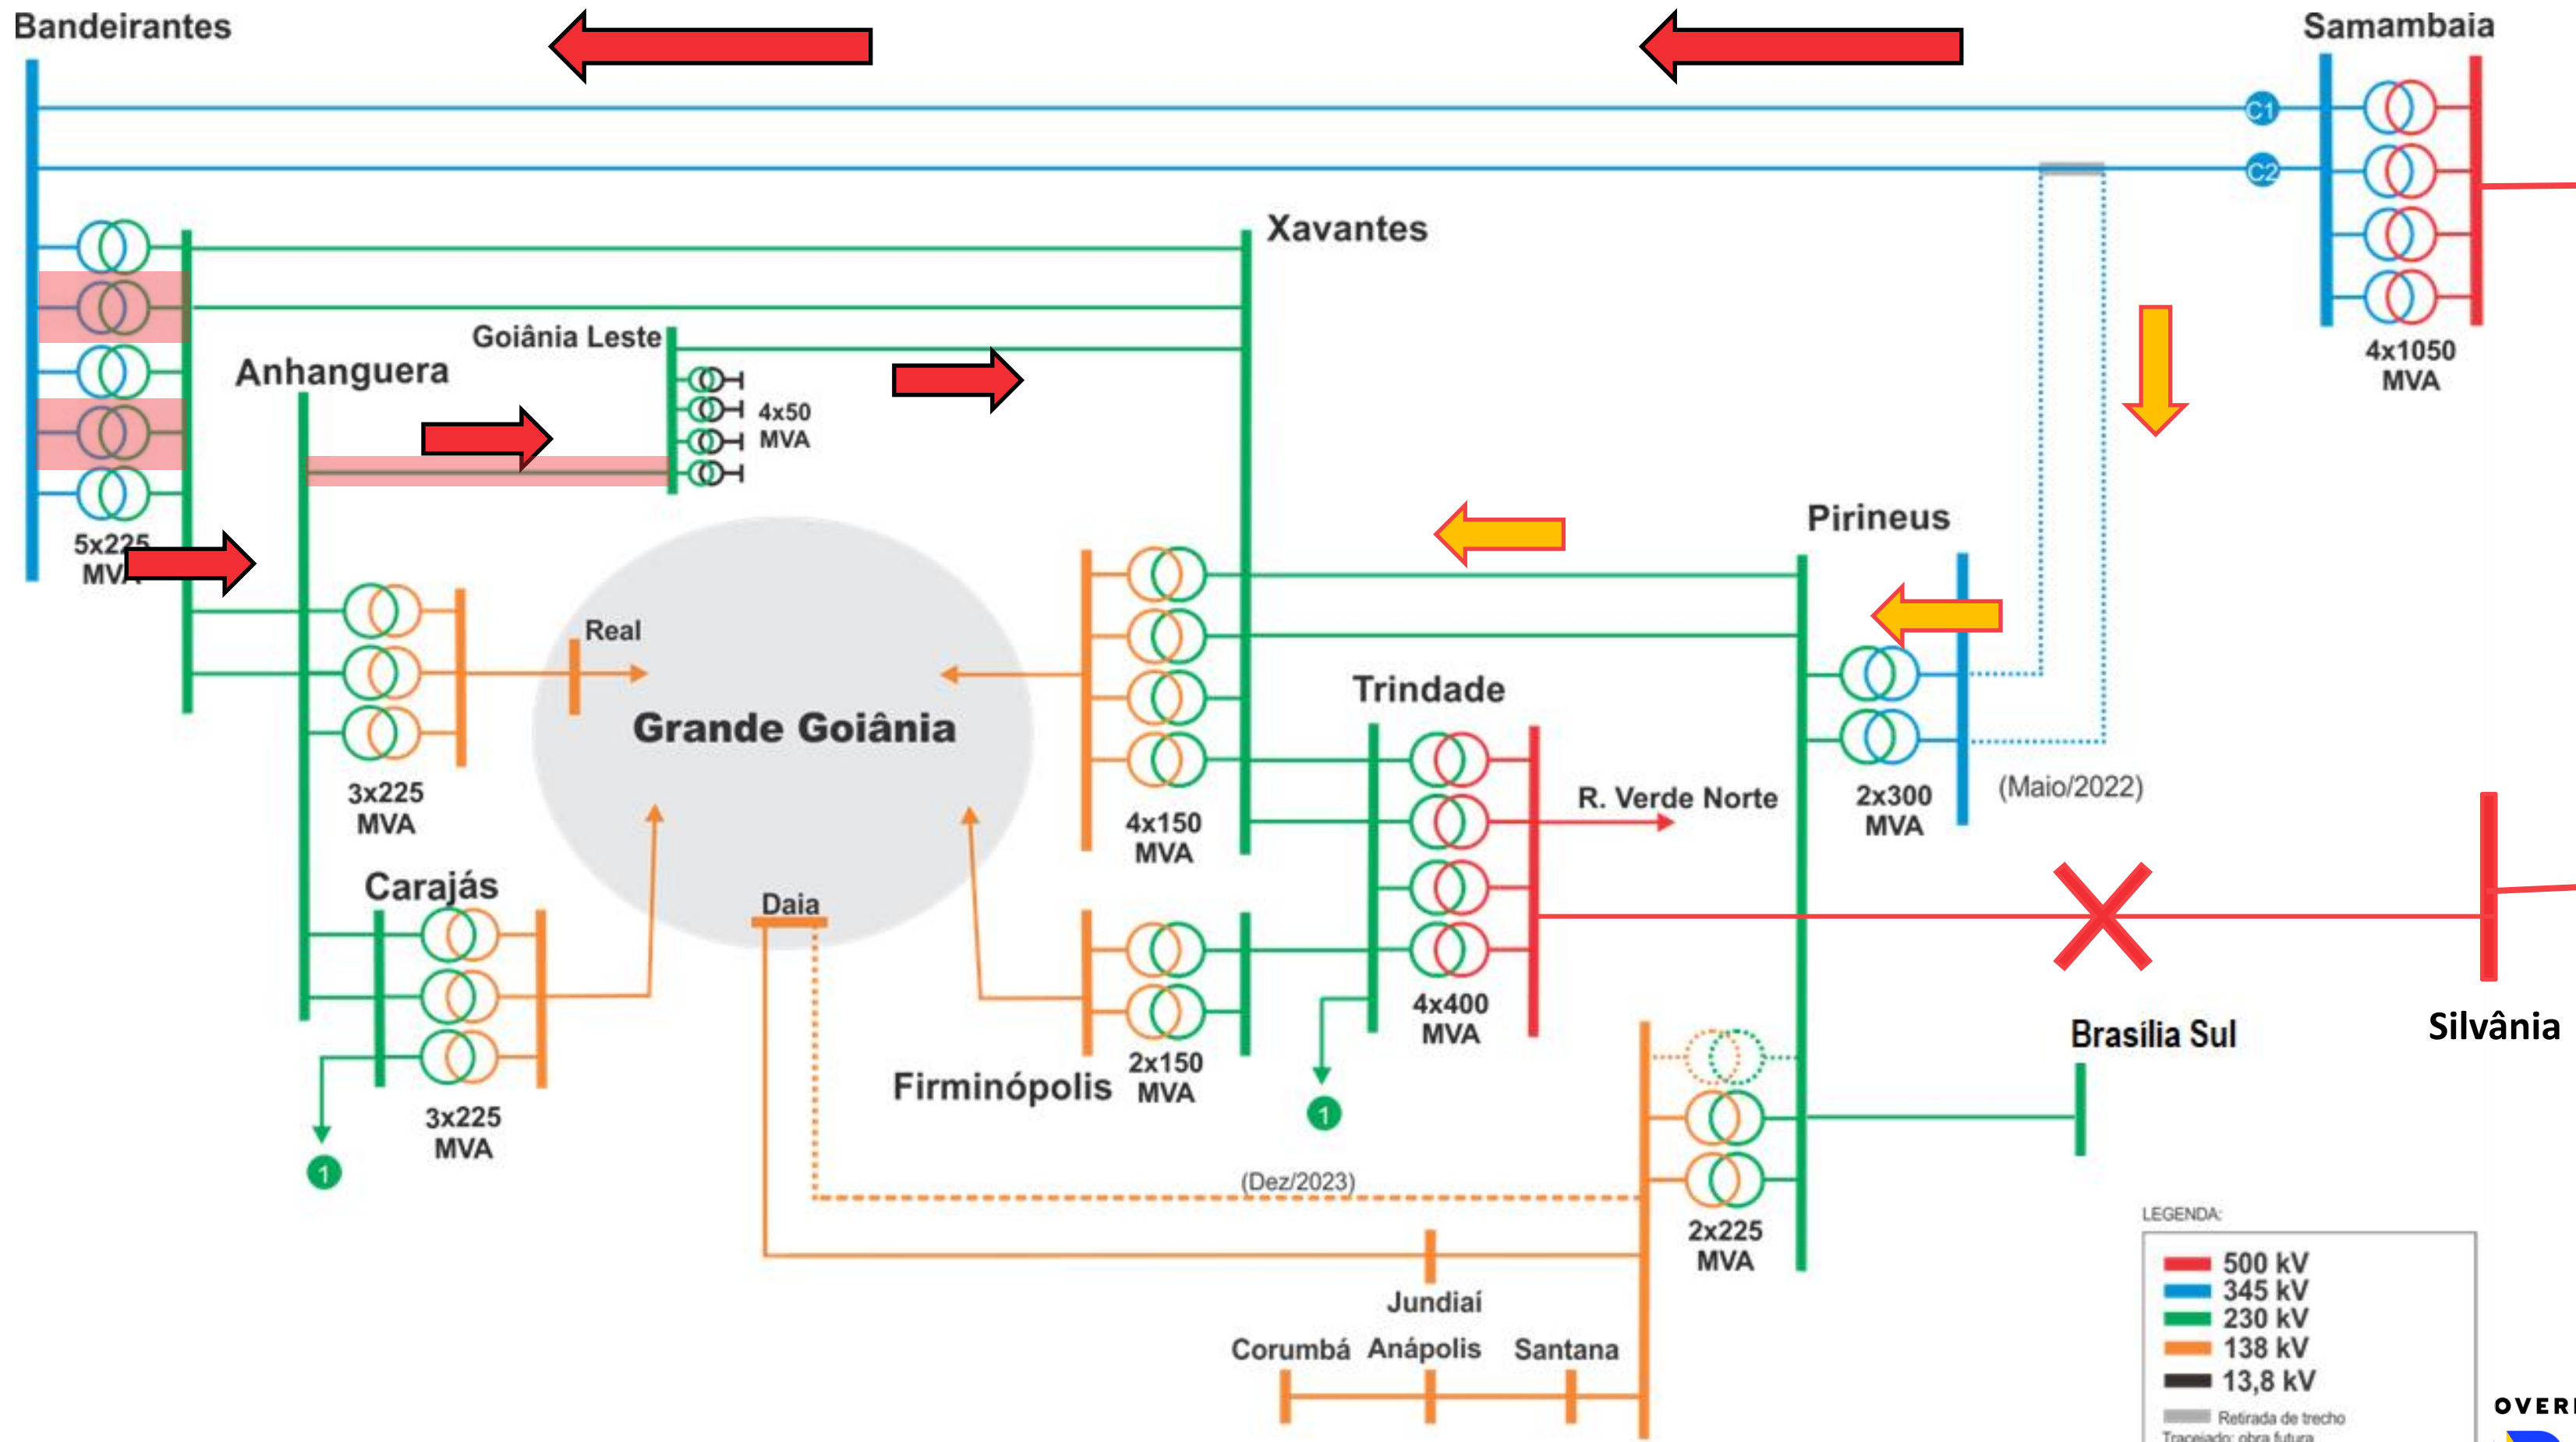 Bandeirantes
Samambaia
C1
C2
4x1050
MVA
Xavantes
Goiânia Leste
Anhanguera
4x50
MVA
5x225
MVA
Pirineus
Real
Trindade
Grande Goiânia
R. Verde Norte
(Maio/2022)
2x300
MVA
3x225
MVA
4x150
MVA
Carajás
Daia
4x400
MVA
Brasília Sul
Silvânia
Firminópolis
2x150
MVA
3x225
MVA
1
1
(Dez/2023)
2x225
MVA
Jundiaí
Corumbá
Anápolis
Santana
LEGENDA:
500 kV
345 kV
230 kV
138 kV
13,8 kV
Retirada de trecho
Tracejado: obra futura